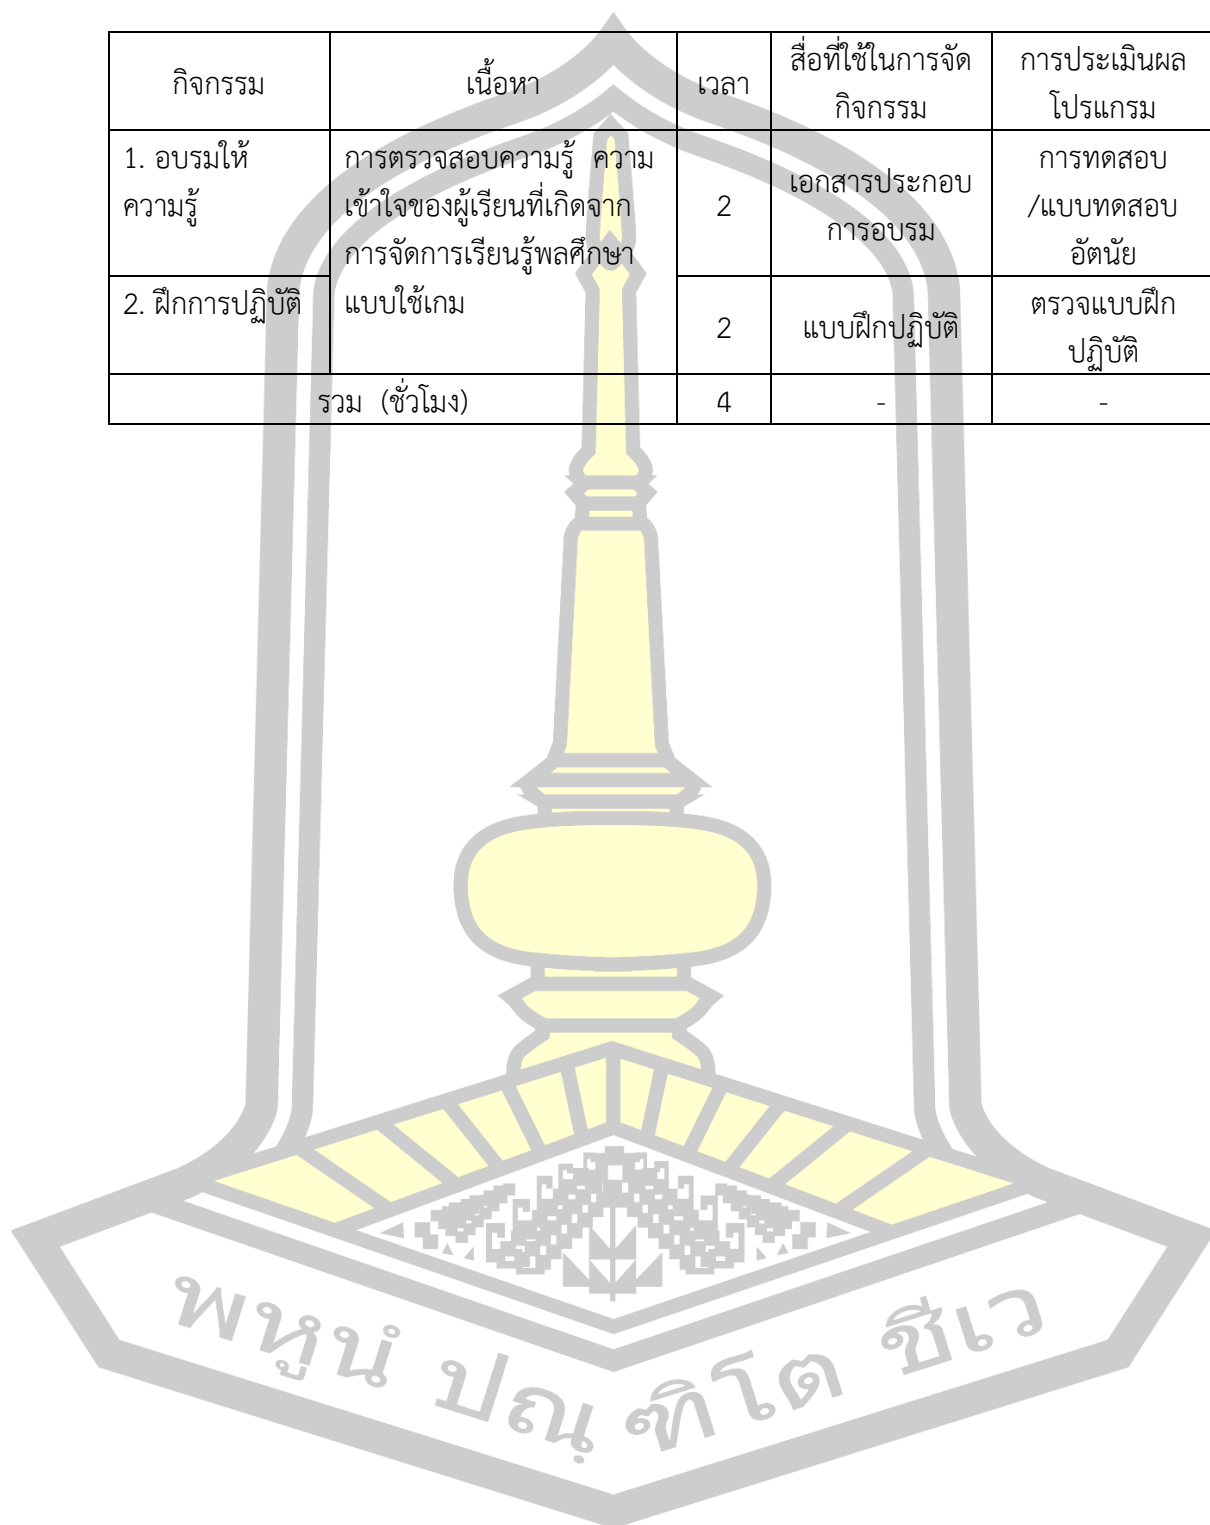 กิจกรรม เนื้อหา เวลา สื่อที่ใช้ในการจัด การประเมินผล
กิจกรรม โปรแกรม
1. อบรมให้ การตรวจสอบความรู้ ความ เอกสารประกอบ การทดสอบ
ความรู้ เข้าใจของผู้เรียนที่เกิดจาก 2 การอบรม /แบบทดสอบ
การจัดการเรียนรู้พลศึกษา อัตนัย
2. ฝึกการปฏิบัติ แบบใช้เกม 2 แบบฝึกปฏิบัติ ตรวจแบบฝึก
ปฏิบัติ
รวม (ชั่วโมง) 4 - -
พหูนํ ปณฺฑิโต ชีเว